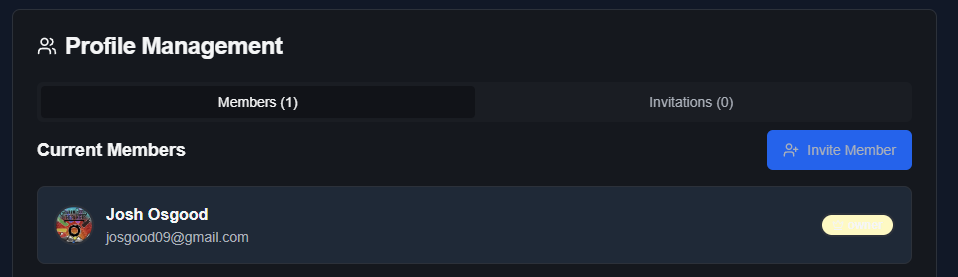 Profile Management
Members (1)
Invitations (0)
Current Members
Invite Member
Josh Osgood
josgood09@gmail.com